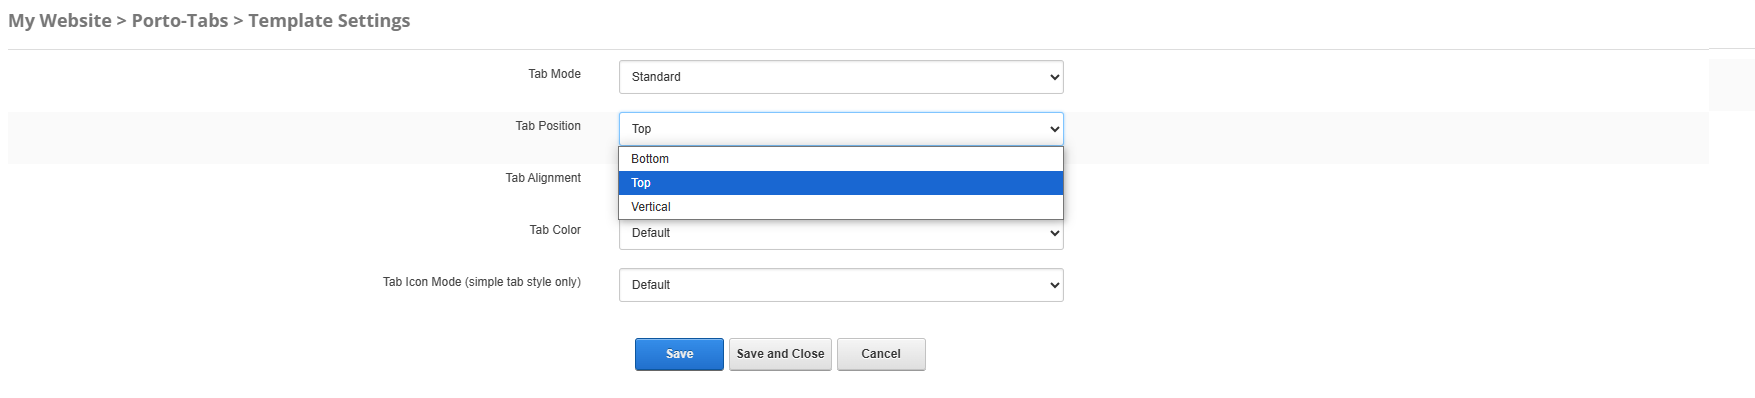 My Website > Porto-Tabs > Template Settings
Tab Mode
Standard
Tab Position
Top
Bottom
Top
Vertical
Tab Alignment
Tab Color
Default
Tab Icon Mode (simple tab style only)
Default
Save
Save and Close
Cancel